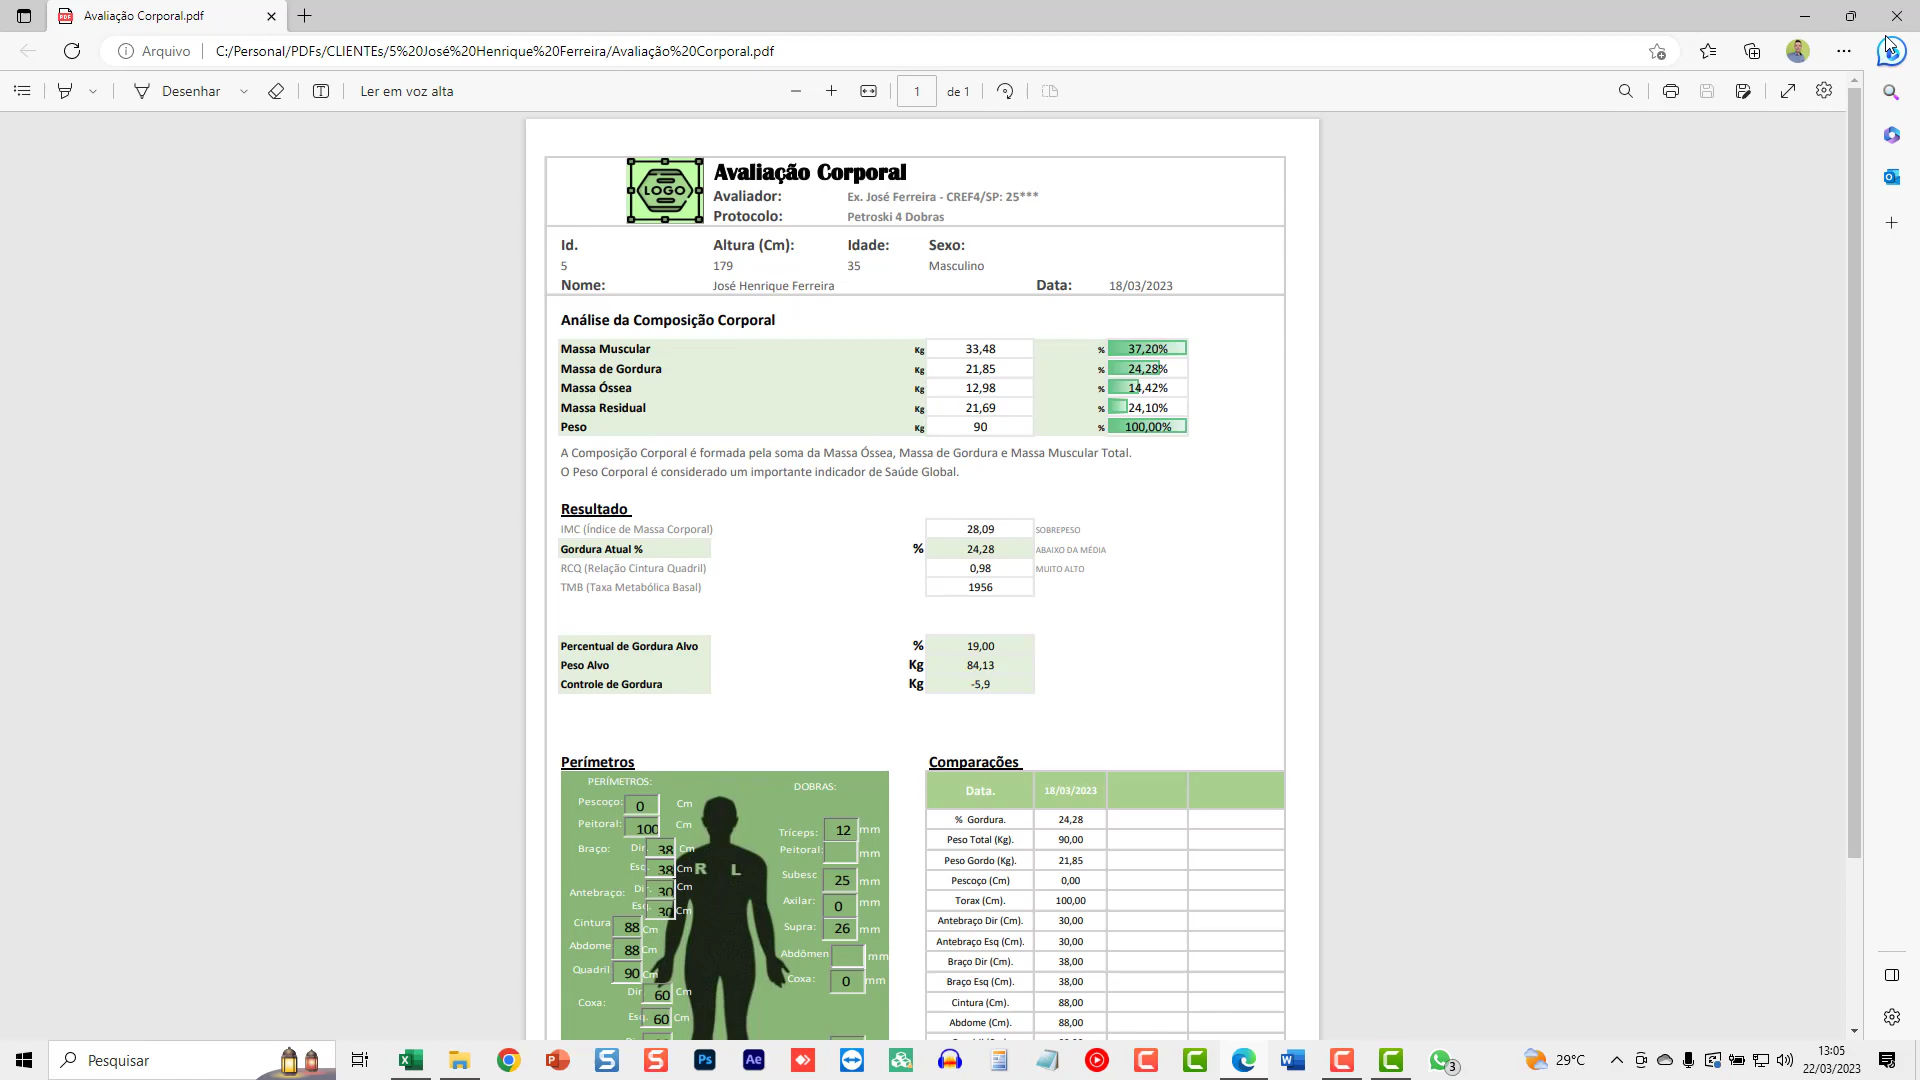 Avaliação Corporal.pdf
Arquivo
C:/Personal/PDFs/CLIENTEs/5%20José%20Henrique%20Ferreira/Avaliação%20Corporal.pdf
Desenhar
Ler em voz alta
1 de 1
LOGO
Avaliação Corporal
Avaliador: Ex. José Ferreira - CREF4/SP: 25***
Protocolo: Petroski 4 Dobras
Id. Altura (Cm): Idade: Sexo:
5 179 35 Masculino
Nome: José Henrique Ferreira Data: 18/03/2023
Análise da Composição Corporal
Massa Muscular Kg 33,48 % 37,20%
Massa de Gordura Kg 21,85 % 24,28%
Massa Óssea Kg 12,98 % 14,42%
Massa Residual Kg 21,69 % 24,10%
Peso Kg 90 % 100,00%
A Composição Corporal é formada pela soma da Massa Óssea, Massa de Gordura e Massa Muscular Total.
O Peso Corporal é considerado um importante indicador de Saúde Global.
Resultado
IMC (Índice de Massa Corporal) 28,09 SOBREPESO
Gordura Atual % % 24,28 ABAIXO DA MÉDIA
RCQ (Relação Cintura Quadril) 0,98 MUITO ALTO
TMB (Taxa Metabólica Basal) 1956
Percentual de Gordura Alvo % 19,00
Peso Alvo Kg 84,13
Controle de Gordura Kg -5,9
Perímetros
PERÍMETROS:
DOBRAS:
Pescoço: 0 Cm
Peitoral: 100 Cm
Braço: Dir 38 Cm
Esq 38 Cm
Antebraço: Dir. 30 Cm
Esq. 30 Cm
Cintura 88 Cm
Abdome 88 Cm
Quadril 90 Cm
Coxa: Dir 60 Cm
Esq. 60 Cm
R L
Tríceps: 12 mm
Peitoral: mm
Subesc 25 mm
Axilar: 0 mm
Supra: 26 mm
Abdômen mm
Coxa: 0 mm
Comparações
Data. 18/03/2023
% Gordura. 24,28
Peso Total (Kg). 90,00
Peso Gordo (Kg). 21,85
Pescoço (Cm) 0,00
Torax (Cm). 100,00
Antebraço Dir (Cm). 30,00
Antebraço Esq (Cm). 30,00
Braço Dir (Cm). 38,00
Braço Esq (Cm). 38,00
Cintura (Cm). 88,00
Abdome (Cm). 88,00
Pesquisar
Ps
Ae
3
29°C
13:05
22/03/2023